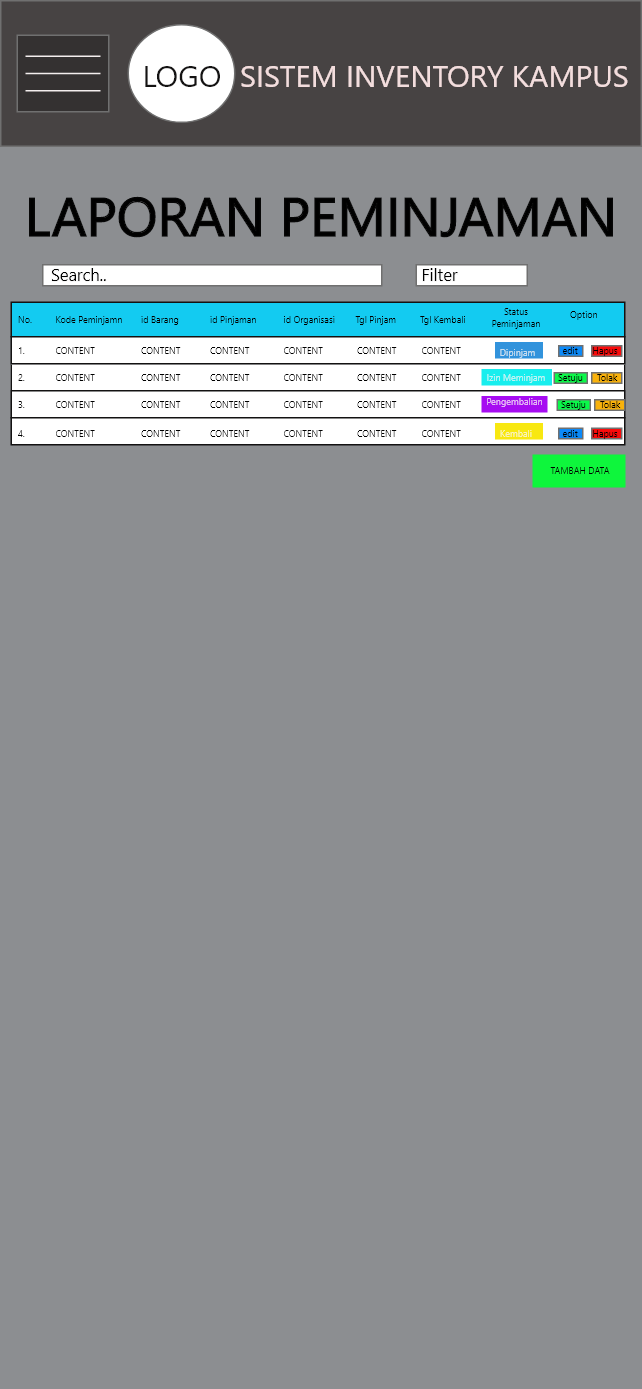 LOGO SISTEM INVENTORY KAMPUS
LAPORAN PEMINJAMAN
Search.. Filter
No. Kode Peminjamn id Barang id Pinjaman id Organisasi Tgl Pinjam Tgl Kembali Status Peminjaman Option
1. CONTENT CONTENT CONTENT CONTENT CONTENT CONTENT Dipinjam edit Hapus
2. CONTENT CONTENT CONTENT CONTENT CONTENT CONTENT Izin Meminjam Setuju Tolak
3. CONTENT CONTENT CONTENT CONTENT CONTENT CONTENT Pengembalian Setuju Tolak
4. CONTENT CONTENT CONTENT CONTENT CONTENT CONTENT Kembali edit Hapus
TAMBAH DATA